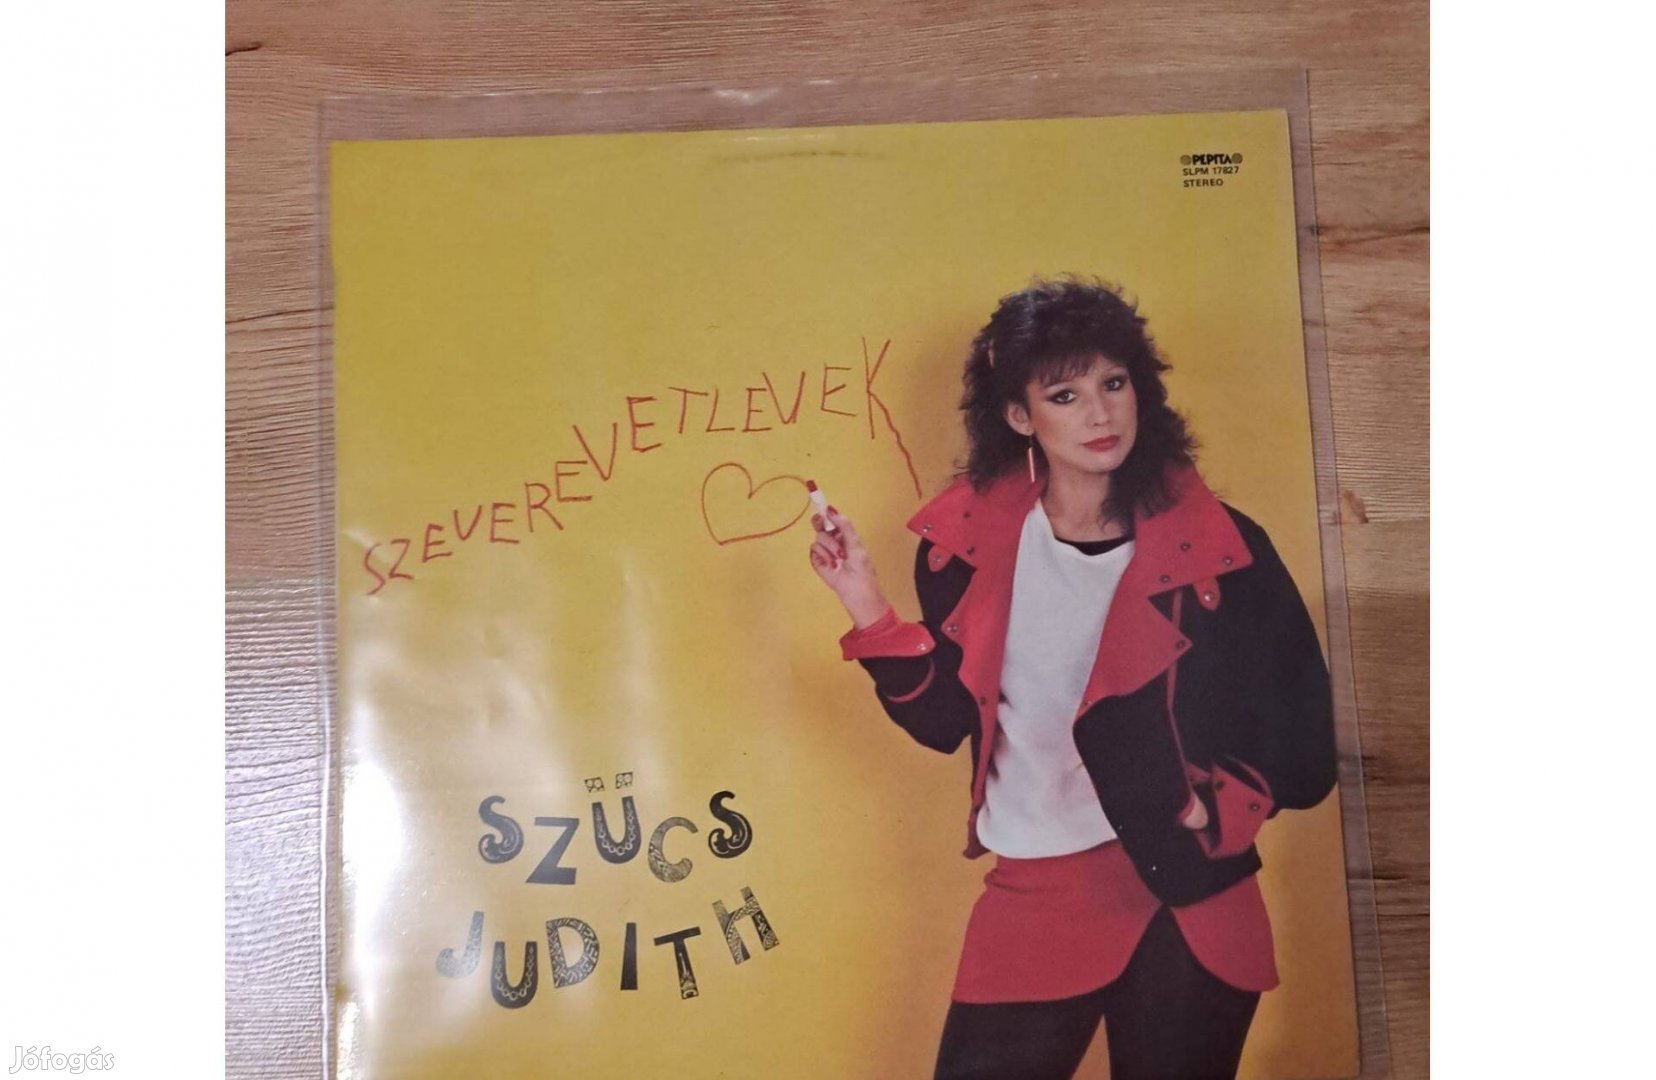 PEPITA
SLPM 17827
STEREO
SZEVEREVETLEVEK
SZÜCS
JUDITH
Jófogás